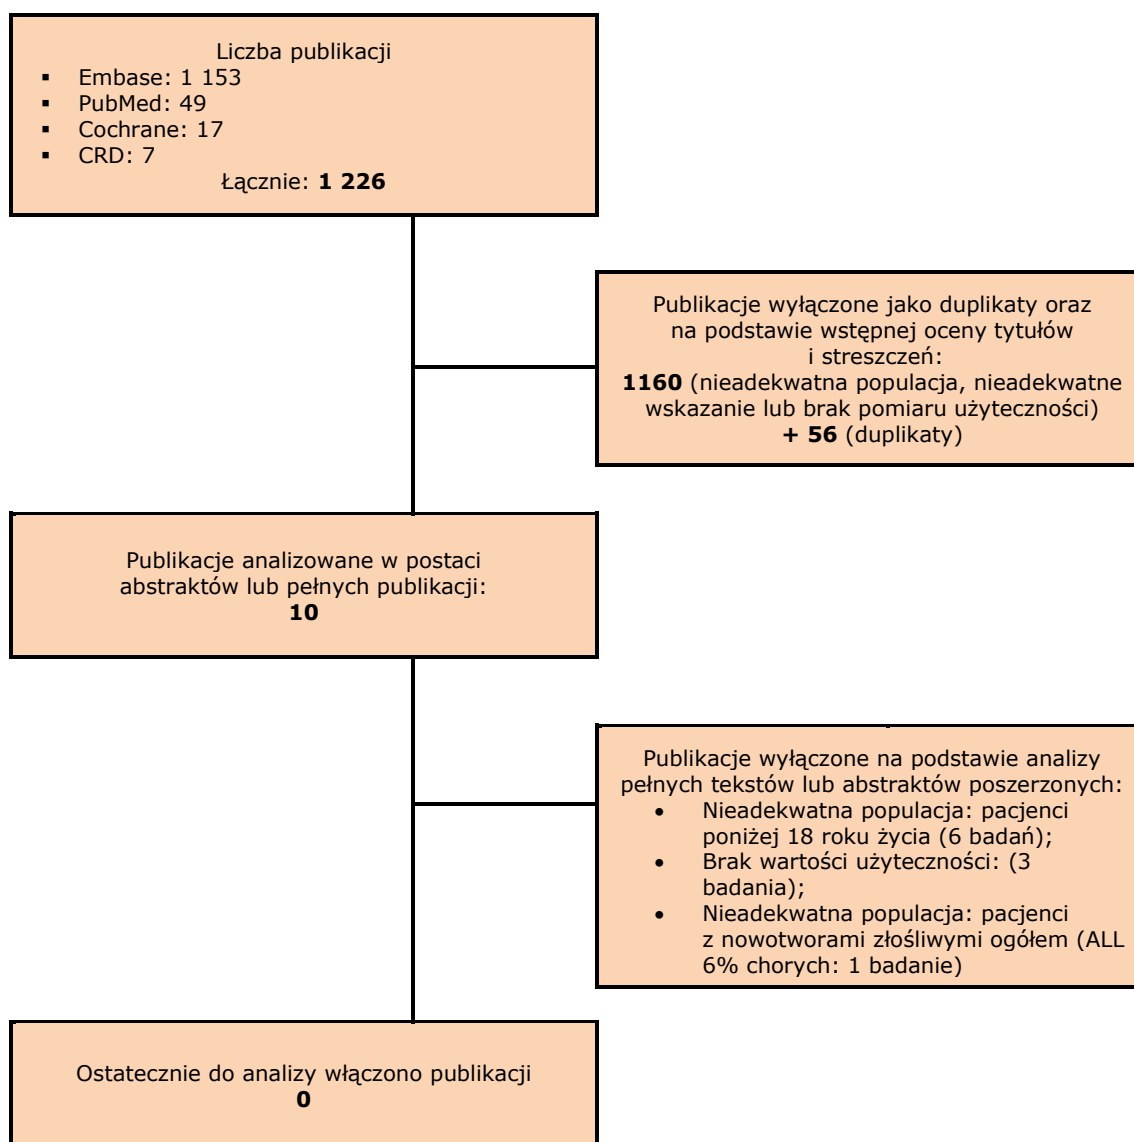 Liczba publikacji
▪ Embase: 1 153
▪ PubMed: 49
▪ Cochrane: 17
▪ CRD: 7
Łącznie: 1 226
Publikacje wyłączone jako duplikaty oraz
na podstawie wstępnej oceny tytułów
i streszczeń:
1160 (nieadekwatna populacja, nieadekwatne
wskazanie lub brak pomiaru użyteczności)
+ 56 (duplikaty)
Publikacje analizowane w postaci
abstraktów lub pełnych publikacji:
10
Publikacje wyłączone na podstawie analizy
pełnych tekstów lub abstraktów poszerzonych:
• Nieadekwatna populacja: pacjenci
poniżej 18 roku życia (6 badań);
• Brak wartości użyteczności: (3
badania);
• Nieadekwatna populacja: pacjenci
z nowotworami złośliwymi ogółem (ALL
6% chorych: 1 badanie)
Ostatecznie do analizy włączono publikacji
0